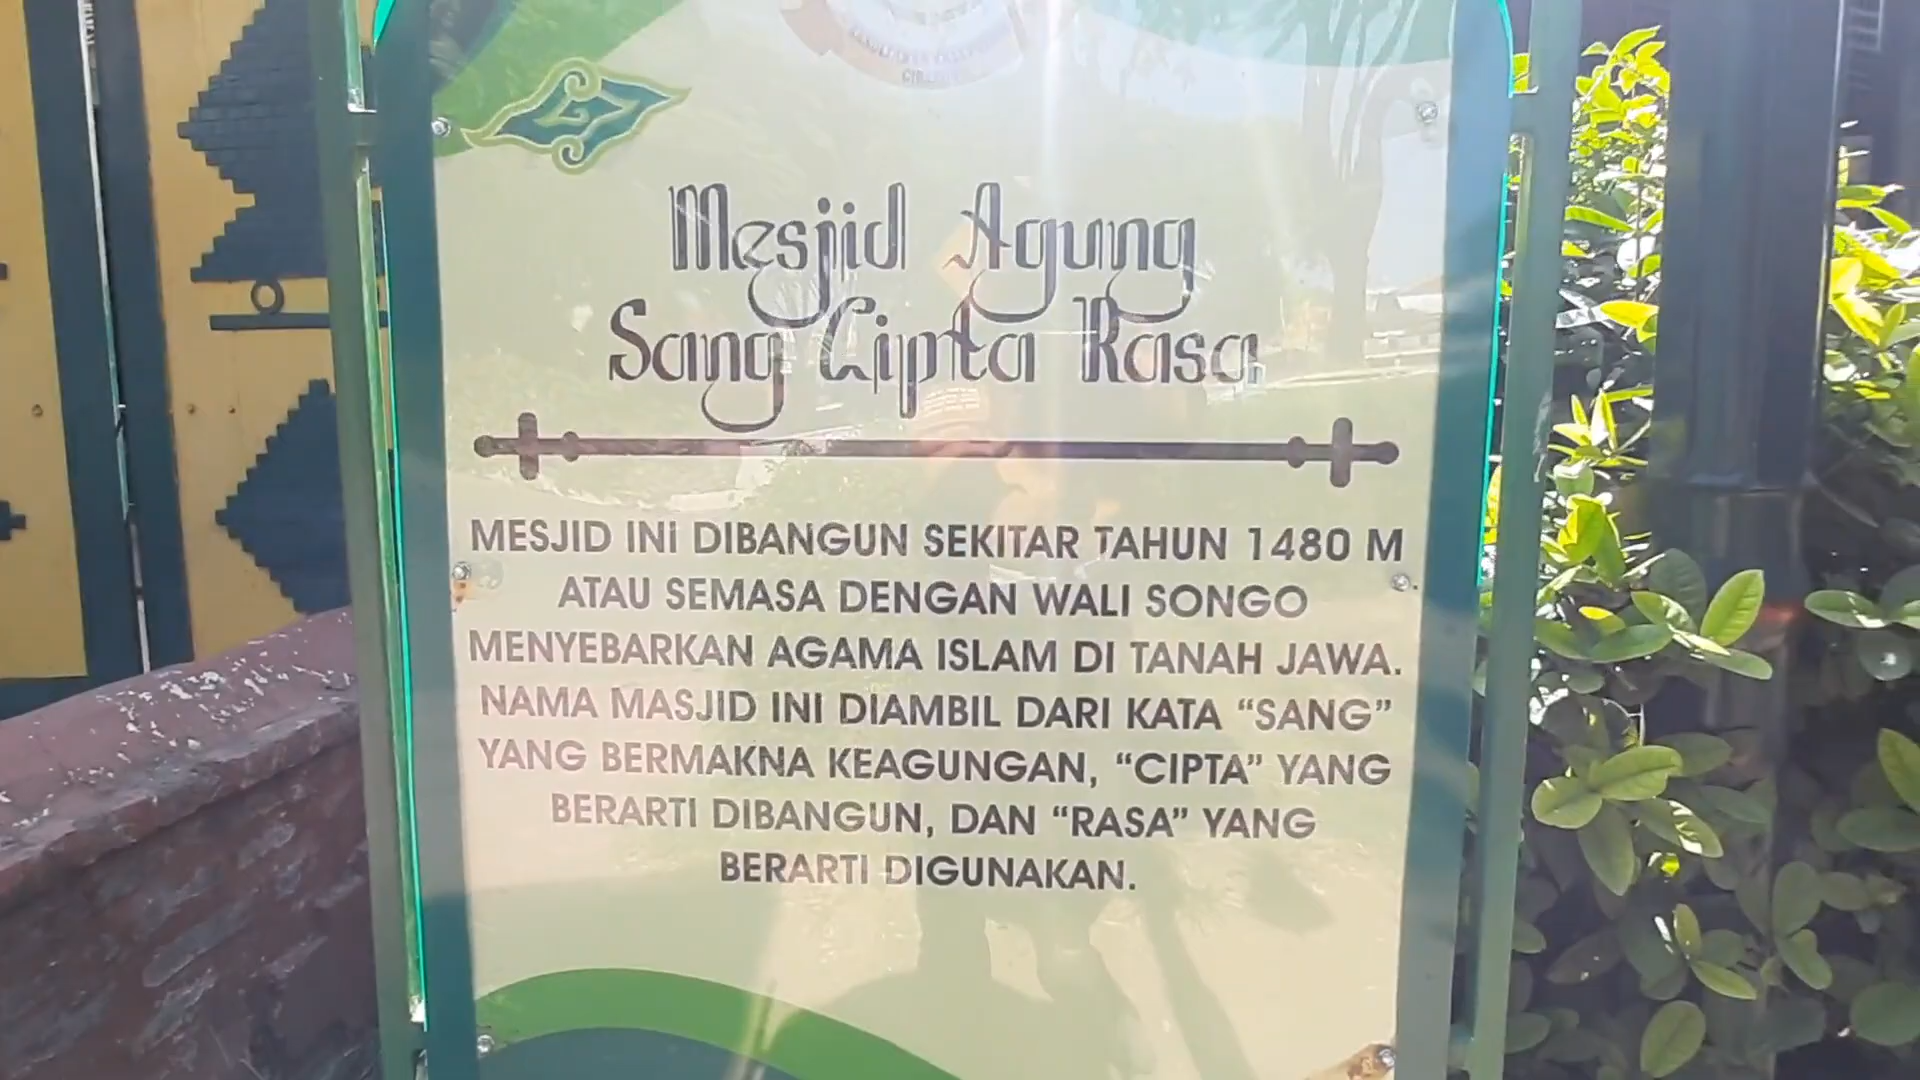 Mesjid Agung
Sang Cipta Rasa
MESJID INI DIBANGUN SEKITAR TAHUN 1480 M
ATAU SEMASA DENGAN WALI SONGO
MENYEBARKAN AGAMA ISLAM DI TANAH JAWA.
NAMA MASJID INI DIAMBIL DARI KATA “SANG”
YANG BERMAKNA KEAGUNGAN, “CIPTA” YANG
BERARTI DIBANGUN, DAN “RASA” YANG
BERARTI DIGUNAKAN.